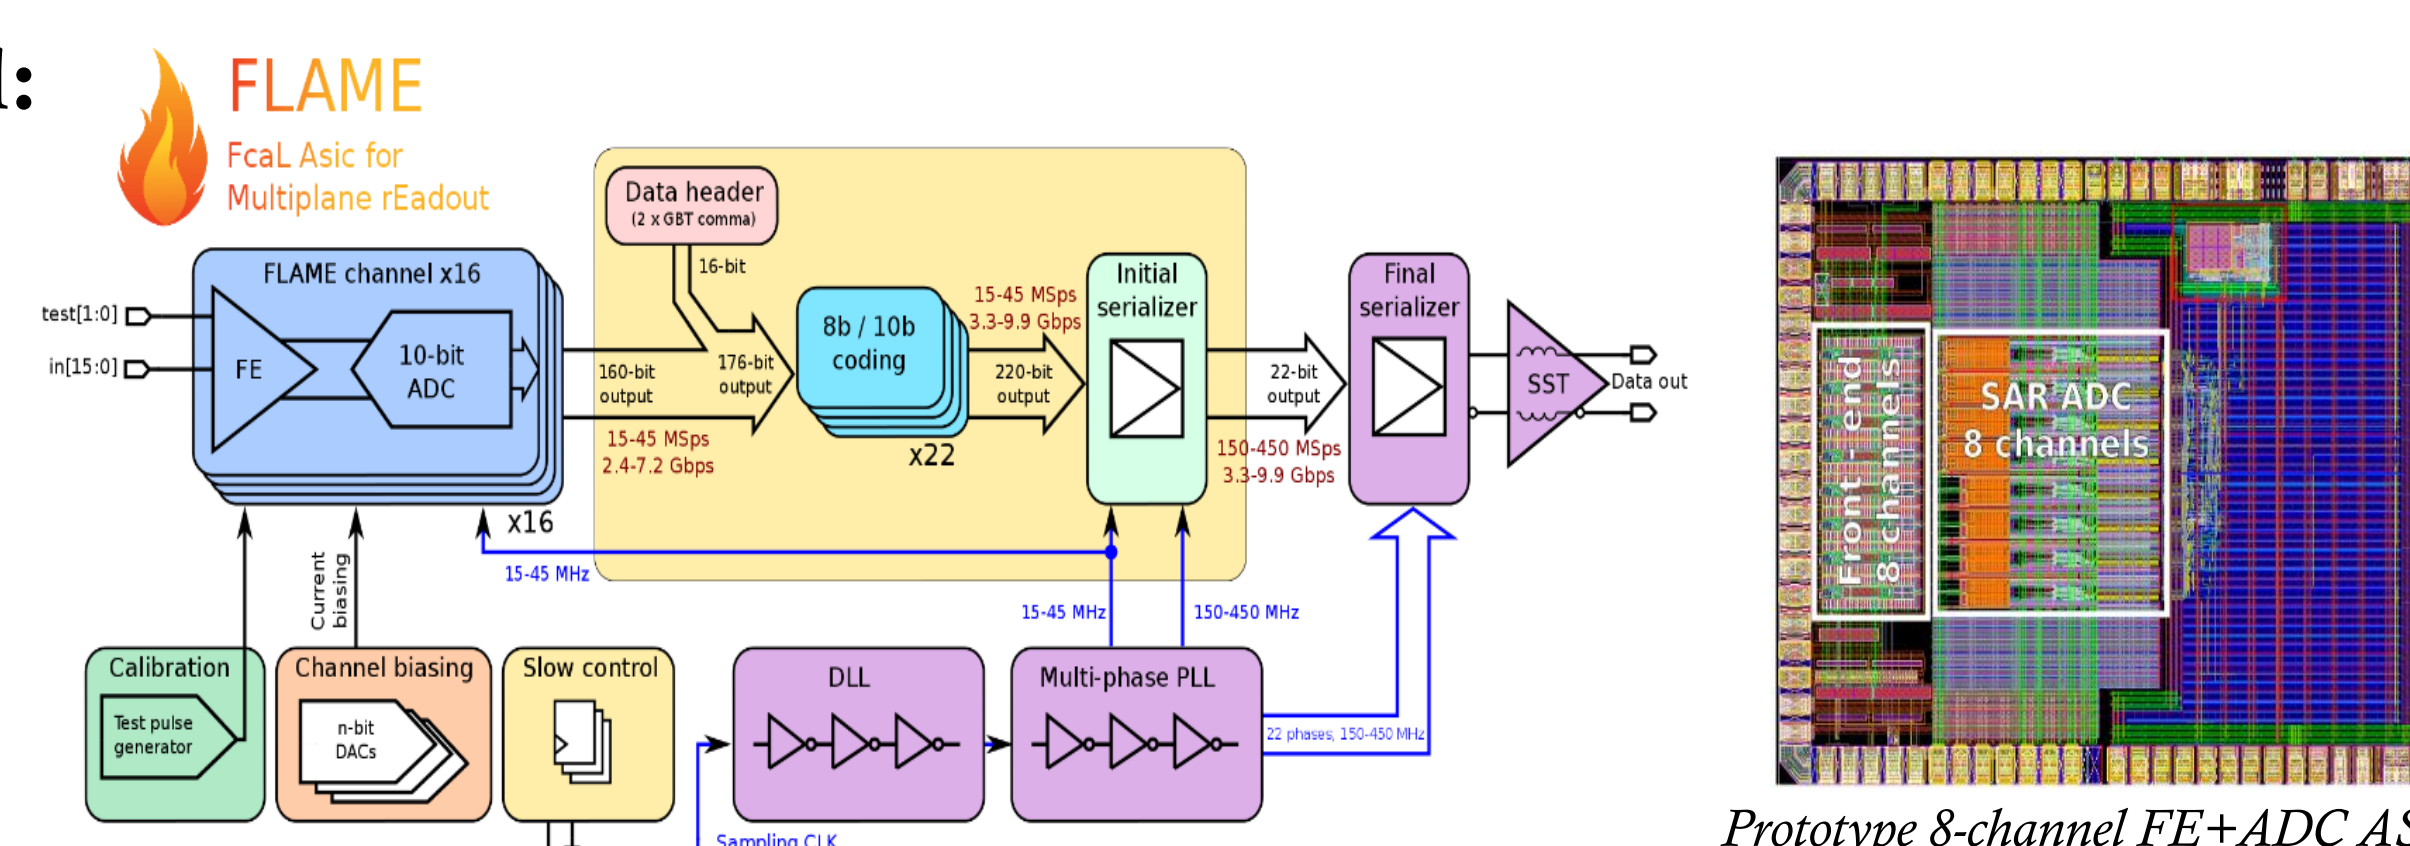 l:
FLAME
FcaL Asic for
Multiplane rEadout
Data header
(2 x GBT comma)
16-bit
FLAME channel x16
test[1:0]
in[15:0]
FE
10-bit
ADC
x16
160-bit
output
176-bit
output
15-45 MSps
2.4-7.2 Gbps
8b / 10b
coding
x22
15-45 MSps
3.3-9.9 Gbps
220-bit
output
Initial
serializer
22-bit
output
150-450 MSps
3.3-9.9 Gbps
Final
serializer
SST
Data out
15-45 MHz
Current
biasing
15-45 MHz
150-450 MHz
Calibration
Test pulse
generator
Channel biasing
n-bit
DACs
Slow control
DLL
Multi-phase PLL
22 phases, 150-450 MHz
Sampling CLK
Front-end
8 channels
SAR ADC
8 channels
Prototype 8-channel FE+ADC AS